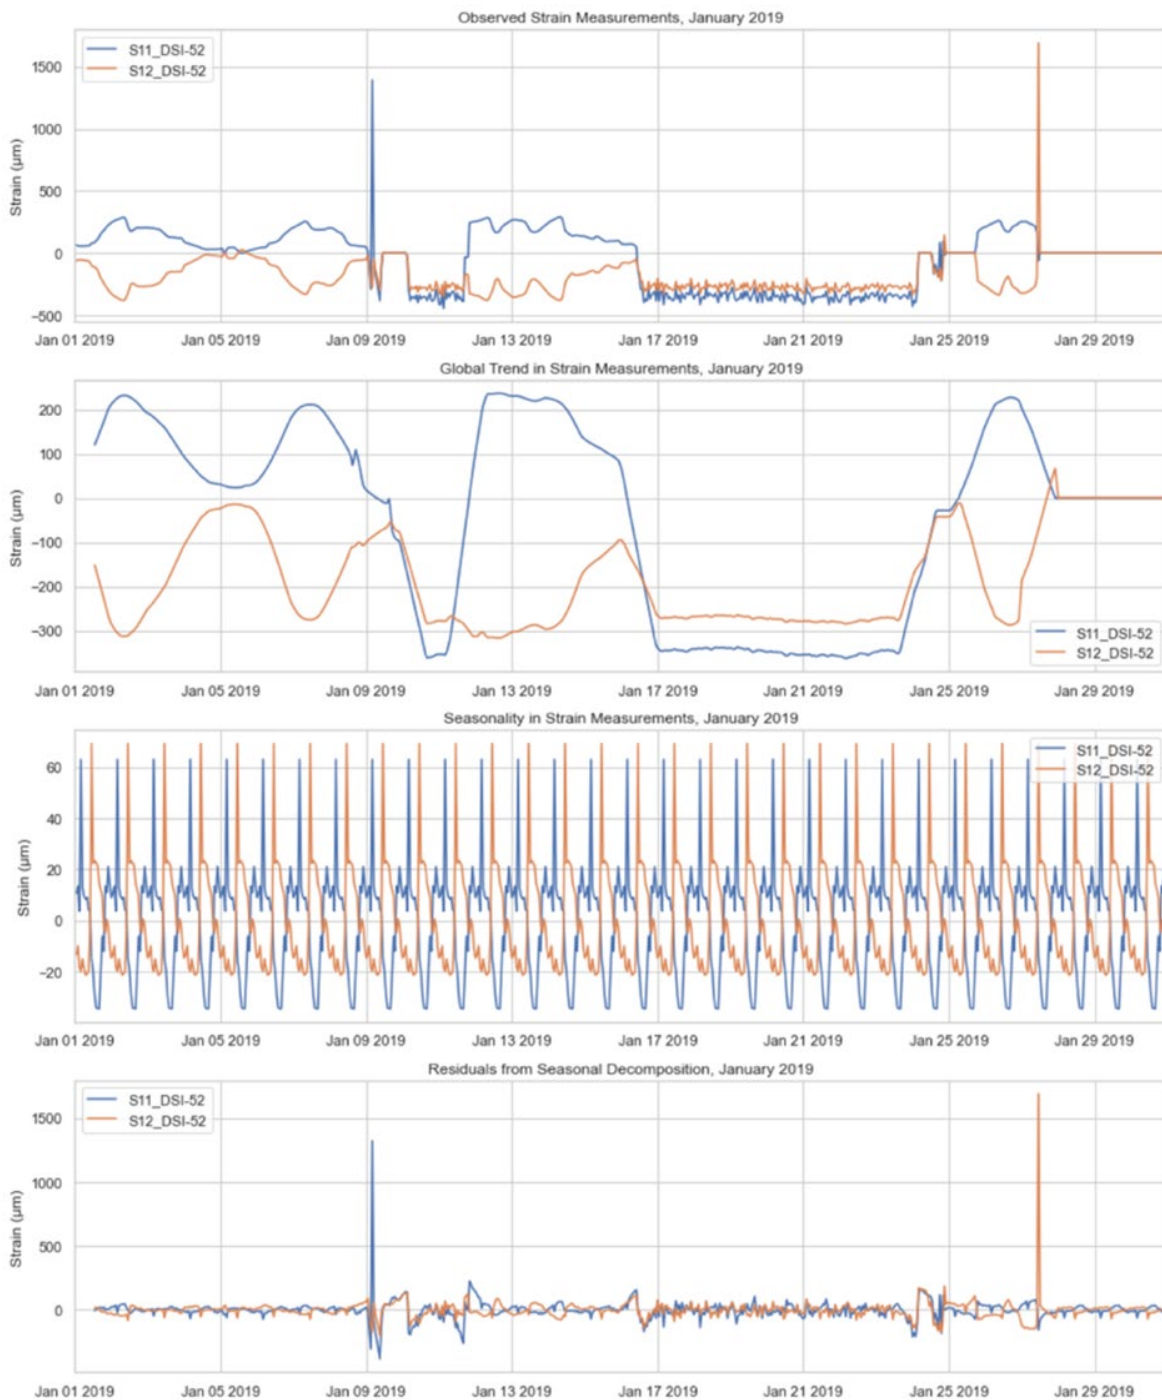 Observed Strain Measurements, January 2019
S11_DSI-52
S12_DSI-52
Strain (μm)
1500
1000
500
0
−500
Jan 01 2019 Jan 05 2019 Jan 09 2019 Jan 13 2019 Jan 17 2019 Jan 21 2019 Jan 25 2019 Jan 29 2019
Global Trend in Strain Measurements, January 2019
Strain (μm)
200
100
0
−100
−200
−300
S11_DSI-52
S12_DSI-52
Jan 01 2019 Jan 05 2019 Jan 09 2019 Jan 13 2019 Jan 17 2019 Jan 21 2019 Jan 25 2019 Jan 29 2019
Seasonality in Strain Measurements, January 2019
S11_DSI-52
S12_DSI-52
Strain (μm)
60
40
20
0
−20
Jan 01 2019 Jan 05 2019 Jan 09 2019 Jan 13 2019 Jan 17 2019 Jan 21 2019 Jan 25 2019 Jan 29 2019
Residuals from Seasonal Decomposition, January 2019
S11_DSI-52
S12_DSI-52
Strain (μm)
1500
1000
500
0
Jan 01 2019 Jan 05 2019 Jan 09 2019 Jan 13 2019 Jan 17 2019 Jan 21 2019 Jan 25 2019 Jan 29 2019